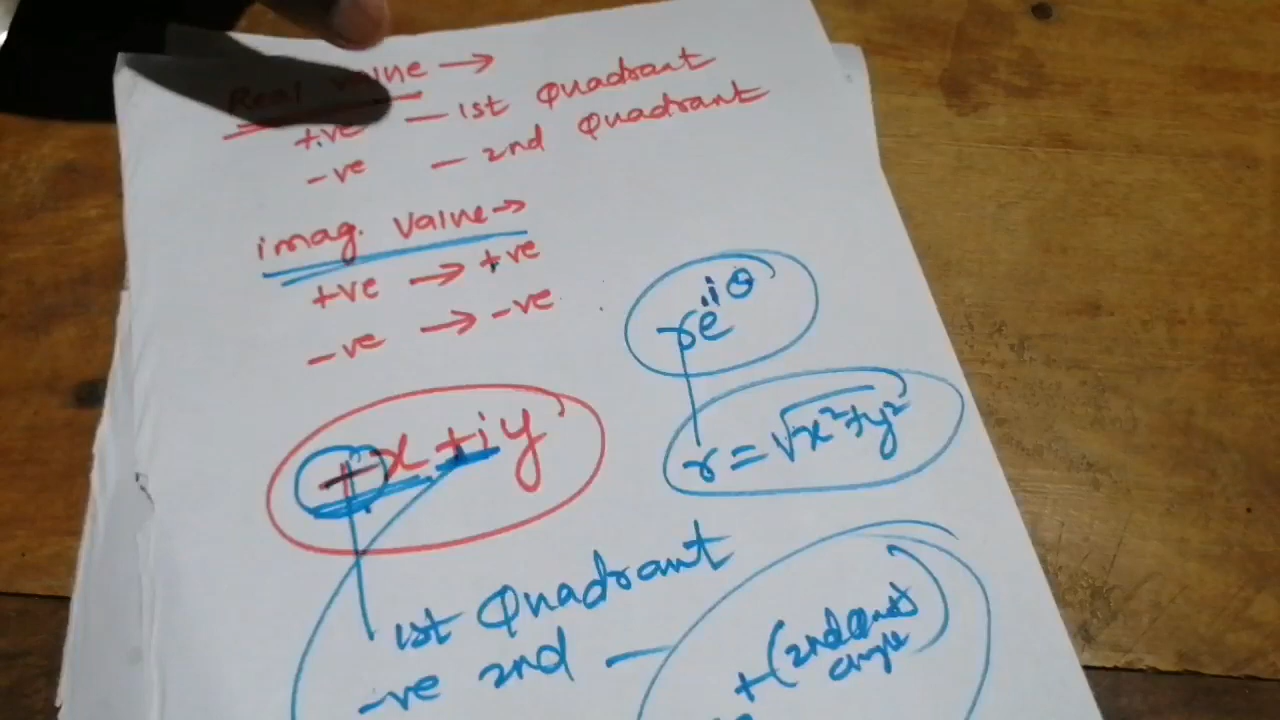 Real value →
+ve — 1st Quadrant
-ve — 2nd Quadrant
imag. value →
+ve → +ve
-ve → -ve
re^iθ
+x +iy
r = √x²+y²
1st Quadrant
-ve 2nd —
+(2nd Quad
angle